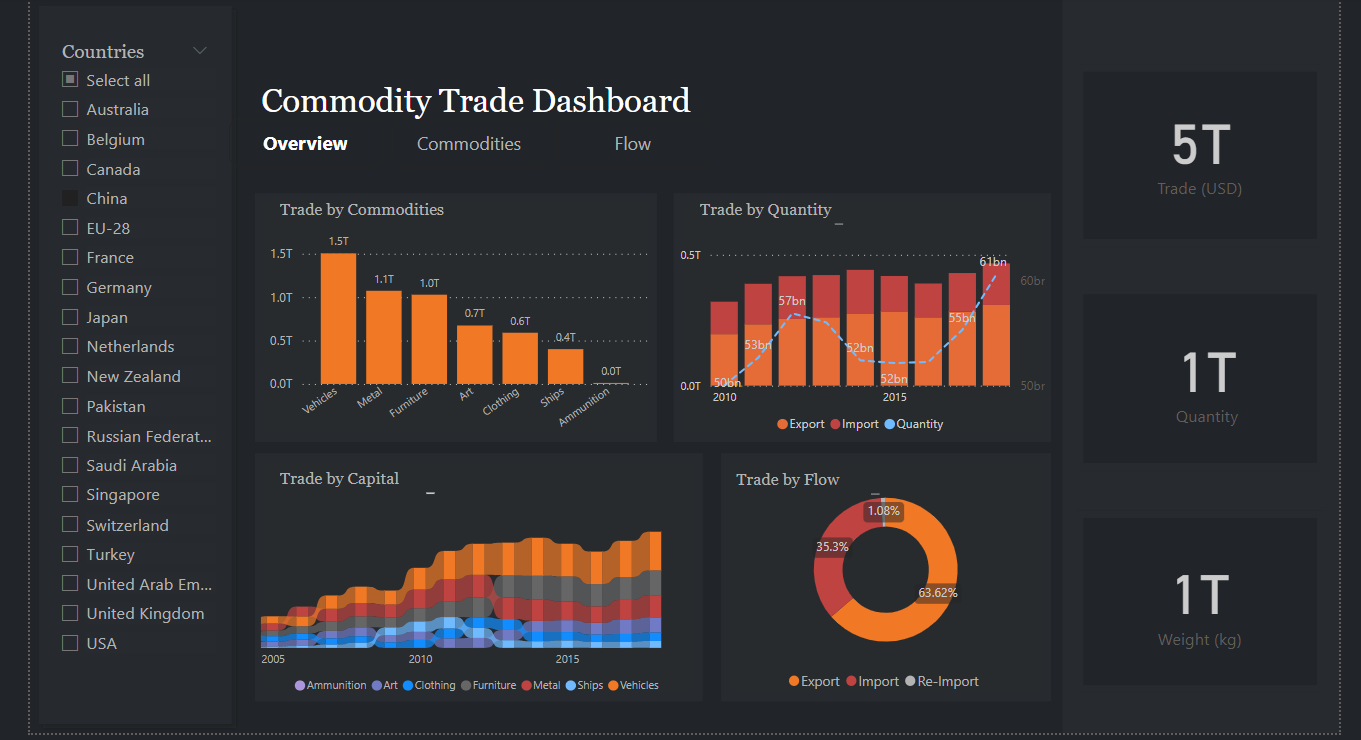 Countries
Select all
Australia
Belgium
Canada
China
EU-28
France
Germany
Japan
Netherlands
New Zealand
Pakistan
Russian Federat...
Saudi Arabia
Singapore
Switzerland
Turkey
United Arab Em...
United Kingdom
USA
Commodity Trade Dashboard
Overview Commodities Flow
Trade by Commodities
1.5T
1.5T
1.1T
1.0T
1.0T
0.7T
0.6T
0.5T
0.4T
0.0T
0.0T
Vehicles Metal Furniture Art Clothing Ships Ammunition
Trade by Quantity
0.5T
61bn
60br
57bn
55bn
53bn
52bn
52bn
50bn
0.0T
50br
2010 2015
Export Import Quantity
Trade by Capital
2005 2010 2015
Ammunition Art Clothing Furniture Metal Ships Vehicles
Trade by Flow
1.08%
35.3%
63.62%
Export Import Re-Import
5T
Trade (USD)
1T
Quantity
1T
Weight (kg)